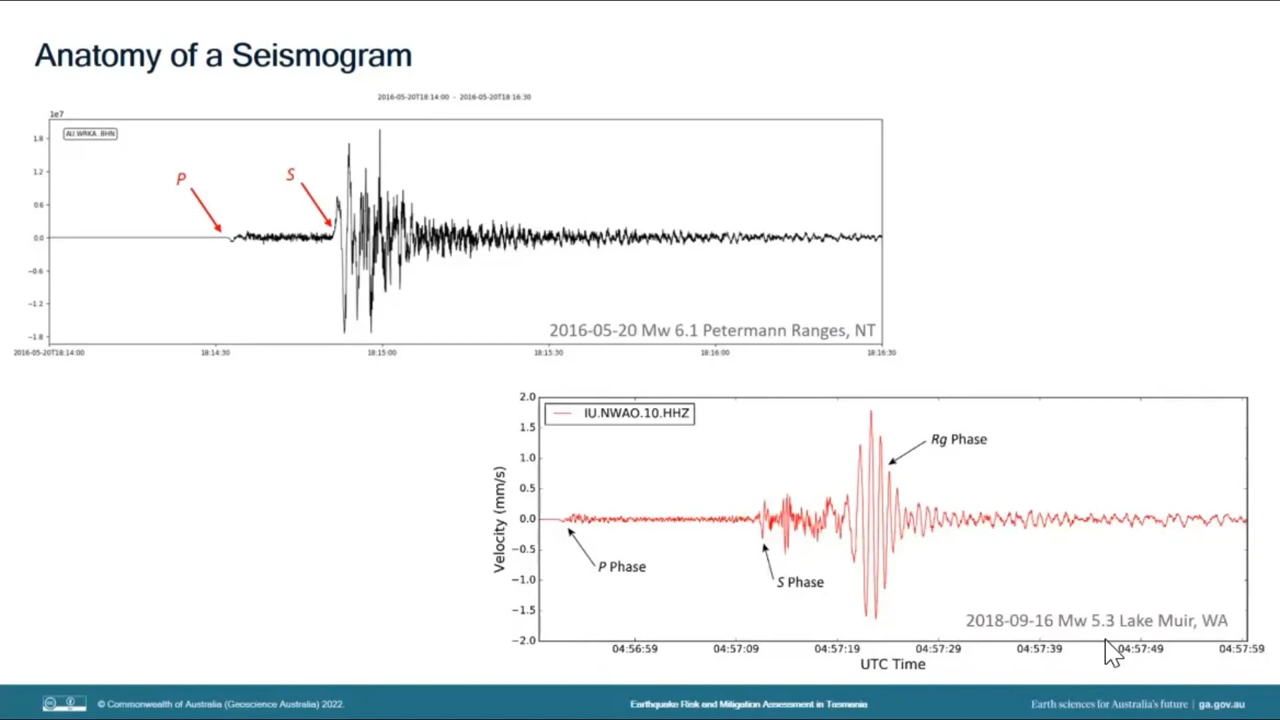 Anatomy of a Seismogram
2016-05-20T18:14:00 - 2016-05-20T18:16:30
1e7
AU.WRKA..BHN
1.8
1.2
0.6
0.0
−0.6
−1.2
−1.8
P
S
2016-05-20 Mw 6.1 Petermann Ranges, NT
2016-05-20T18:14:00 18:14:30 18:15:00 18:15:30 18:16:00 18:16:30
IU.NWAO.10.HHZ
2.0
1.5
1.0
0.5
0.0
−0.5
−1.0
−1.5
−2.0
Velocity (mm/s)
Rg Phase
P Phase
S Phase
2018-09-16 Mw 5.3 Lake Muir, WA
04:56:59 04:57:09 04:57:19 04:57:29 04:57:39 04:57:49 04:57:59
UTC Time
© Commonwealth of Australia (Geoscience Australia) 2022.
Earthquake Risk and Mitigation Assessment in Tasmania
Earth sciences for Australia's future | ga.gov.au